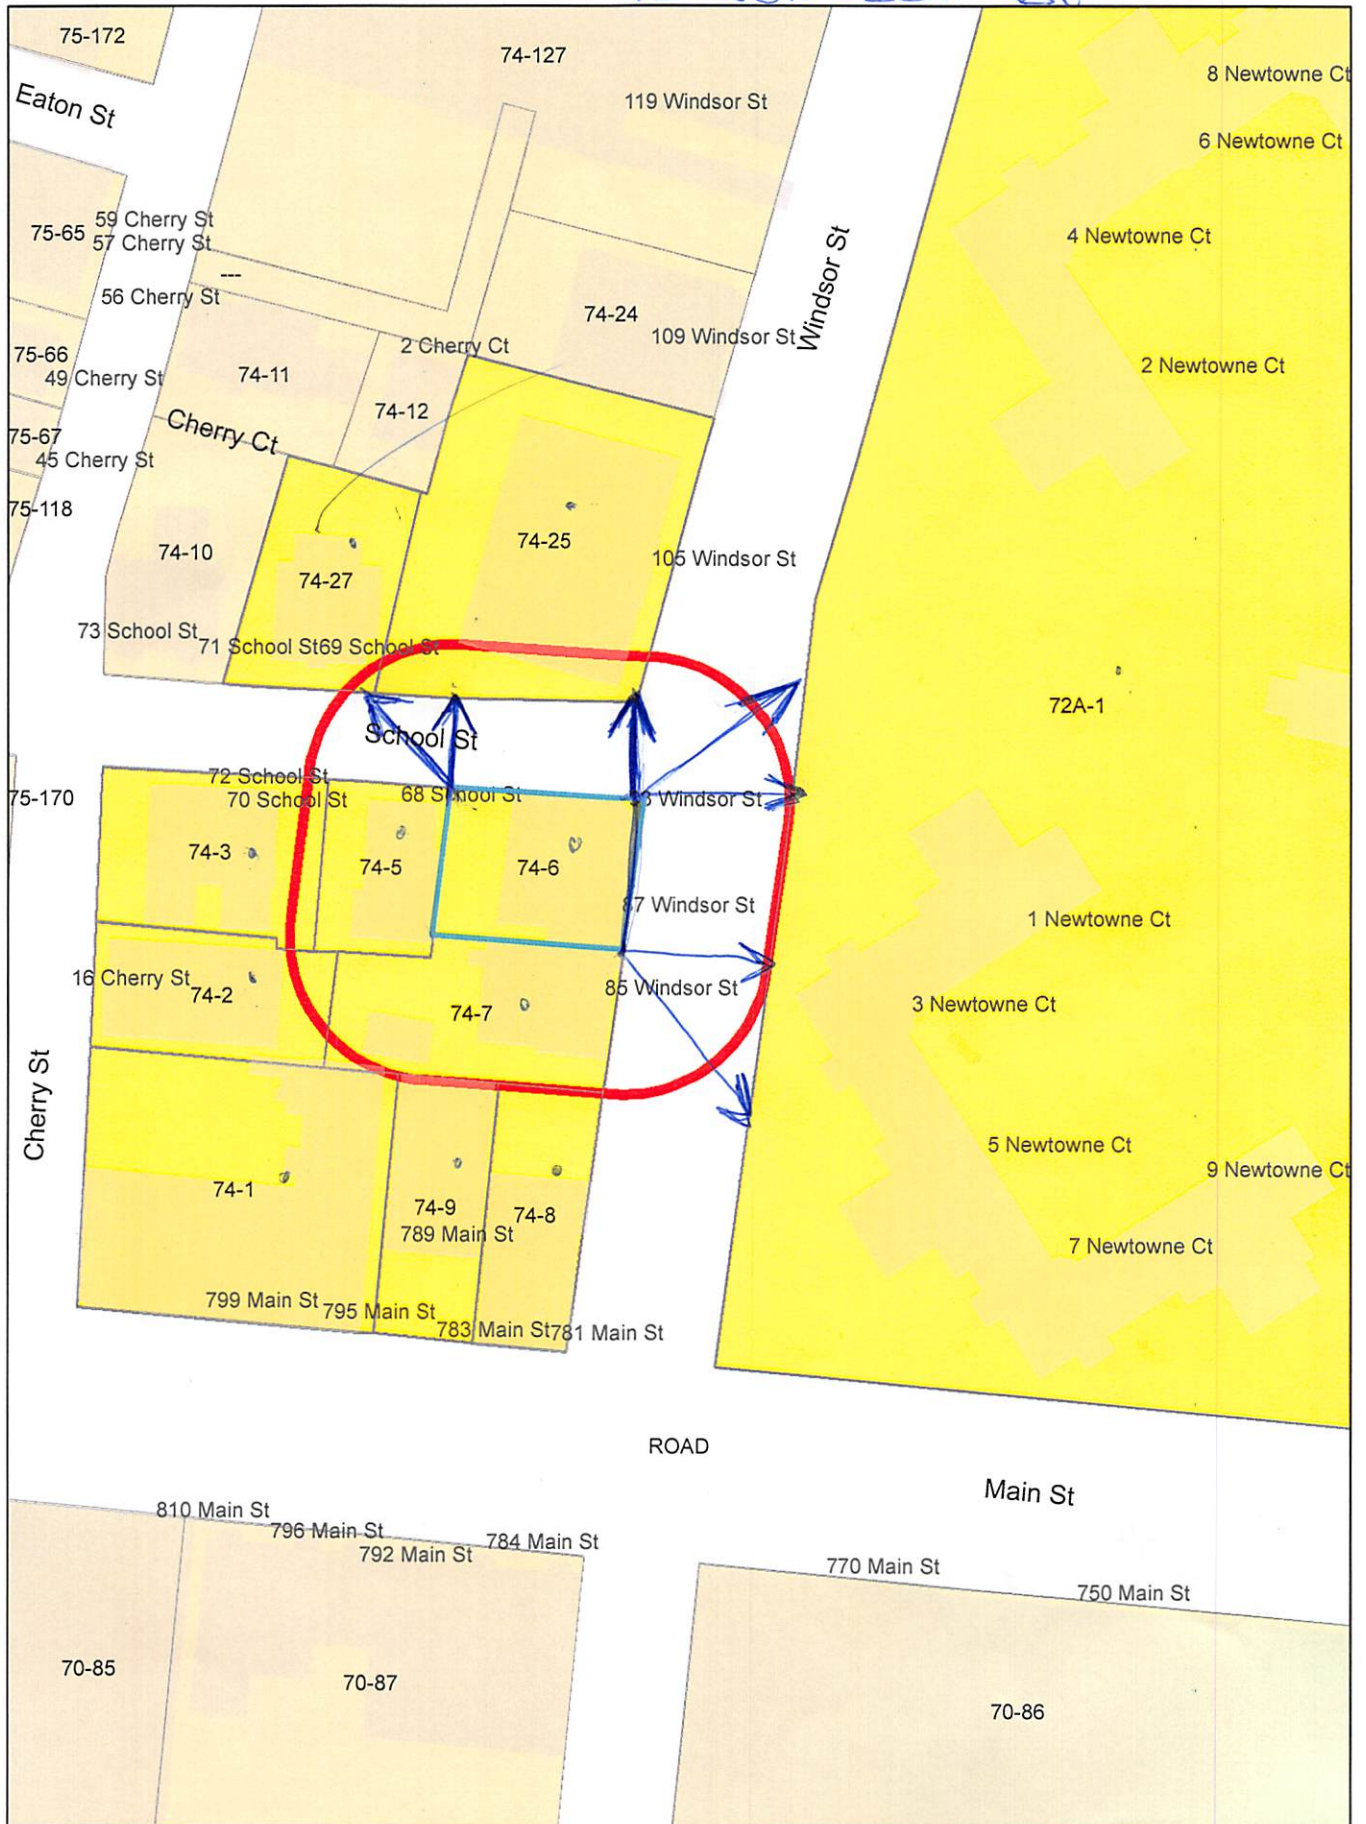 75-172
74-127
8 Newtowne Ct
119 Windsor St
Eaton St
6 Newtowne Ct
59 Cherry St
75-65
57 Cherry St
4 Newtowne Ct
---
56 Cherry St
Windsor St
74-24
109 Windsor St
2 Cherry Ct
75-66
49 Cherry St
74-11
2 Newtowne Ct
74-12
Cherry Ct
75-67
45 Cherry St
75-118
74-10
74-25
105 Windsor St
74-27
73 School St
71 School St
69 School St
72A-1
School St
72 School St
75-170
70 School St
68 School St
3 Windsor St
74-3
74-5
74-6
87 Windsor St
1 Newtowne Ct
16 Cherry St
74-2
85 Windsor St
74-7
3 Newtowne Ct
Cherry St
5 Newtowne Ct
9 Newtowne Ct
74-1
74-9
74-8
789 Main St
7 Newtowne Ct
799 Main St
795 Main St
783 Main St
781 Main St
ROAD
Main St
810 Main St
796 Main St
792 Main St
784 Main St
770 Main St
750 Main St
70-85
70-87
70-86